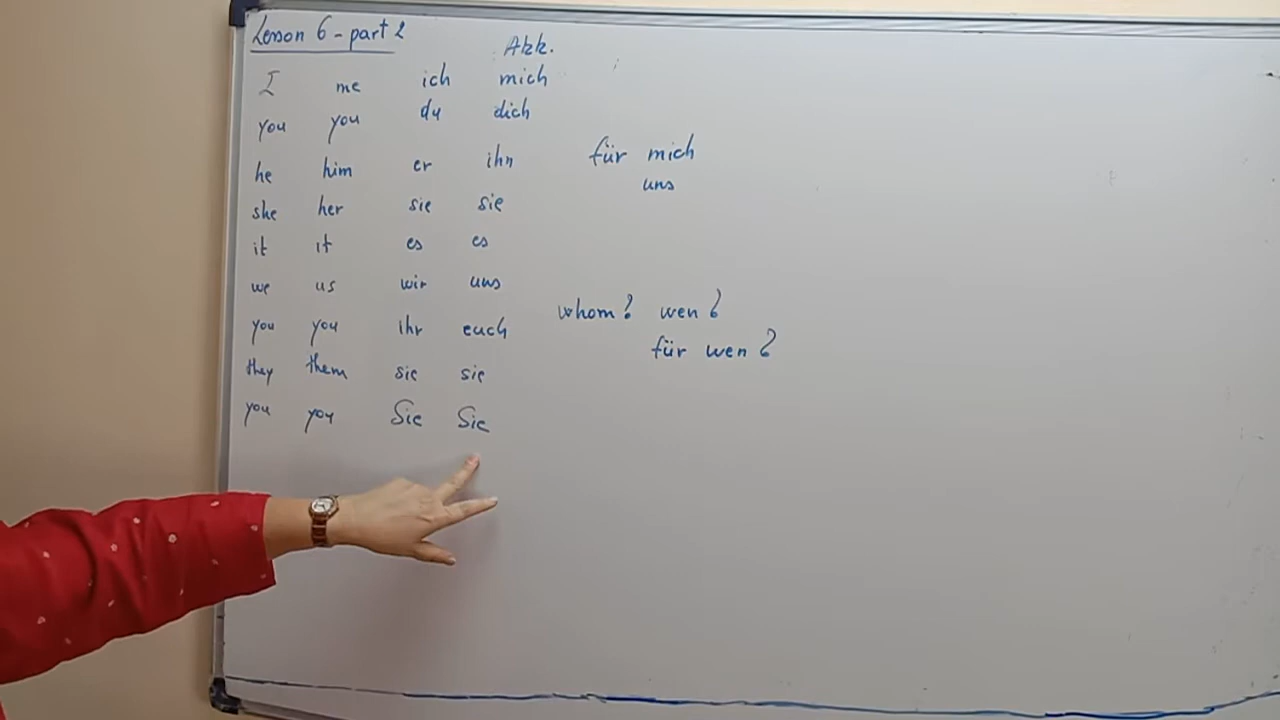 Lesson 6 - part 2
Akk.
I me ich mich
you you du dich
he him er ihn
she her sie sie
it it es es
we us wir uns
you you ihr euch
they them sie sie
you you Sie Sie
für mich
uns
whom? wen?
für wen?